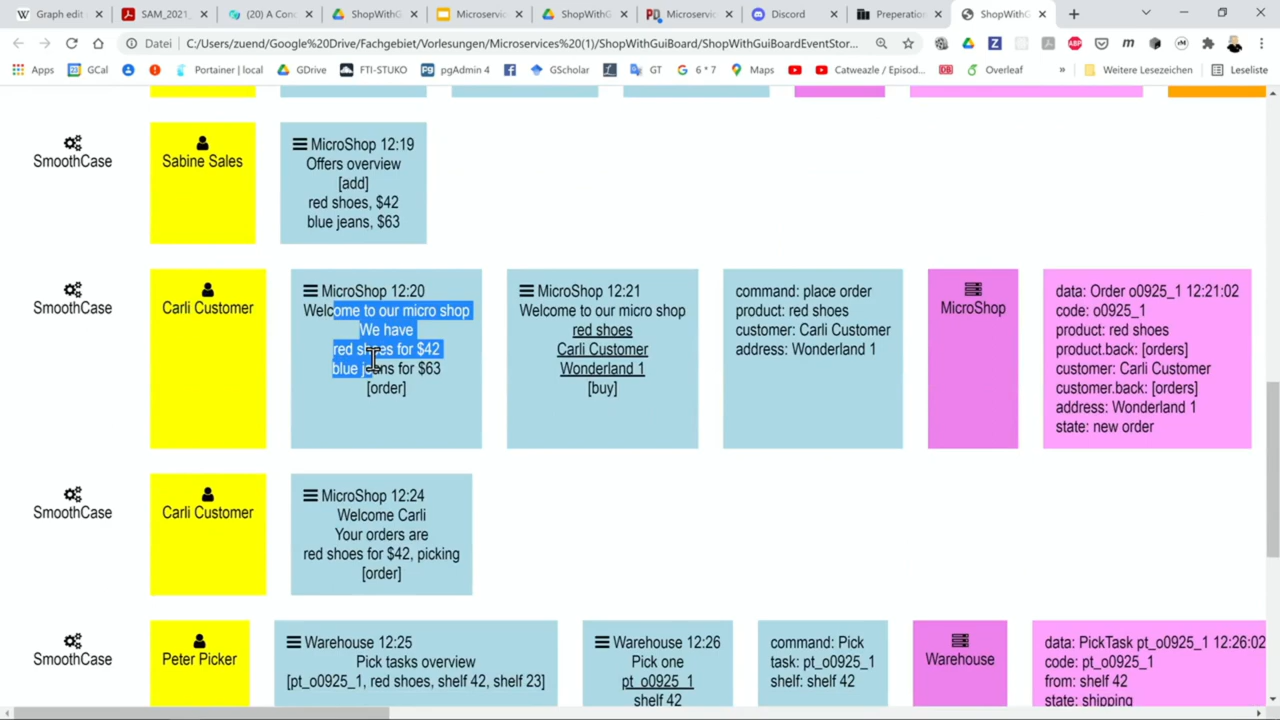 Graph edit s
SAM_2021_
(20) A Conc
ShopWithGu
Microservic
ShopWithGu
Microservic
Discord
Preperation
ShopWithGu
Datei
C:/Users/zuend/Google%20Drive/Fachgebiet/Vorlesungen/Microservices%20(1)/ShopWithGuiBoard/ShopWithGuiBoardEventStor...
Apps
GCal
Portainer | local
GDrive
FTI-STUKO
pgAdmin 4
GScholar
GT
6 * 7
Maps
Catweazle / Episod...
Overleaf
»
Weitere Lesezeichen
Leseliste
SmoothCase
Sabine Sales
MicroShop 12:19
Offers overview
[add]
red shoes, $42
blue jeans, $63
SmoothCase
Carli Customer
MicroShop 12:20
Welcome to our micro shop
We have
red shoes for $42
blue jeans for $63
[order]
MicroShop 12:21
Welcome to our micro shop
red shoes
Carli Customer
Wonderland 1
[buy]
command: place order
product: red shoes
customer: Carli Customer
address: Wonderland 1
MicroShop
data: Order o0925_1 12:21:02
code: o0925_1
product: red shoes
product.back: [orders]
customer: Carli Customer
customer.back: [orders]
address: Wonderland 1
state: new order
SmoothCase
Carli Customer
MicroShop 12:24
Welcome Carli
Your orders are
red shoes for $42, picking
[order]
SmoothCase
Peter Picker
Warehouse 12:25
Pick tasks overview
[pt_o0925_1, red shoes, shelf 42, shelf 23]
Warehouse 12:26
Pick one
pt_o0925_1
shelf 42
command: Pick
task: pt_o0925_1
shelf: shelf 42
Warehouse
data: PickTask pt_o0925_1 12:26:02
code: pt_o0925_1
from: shelf 42
state: shipping